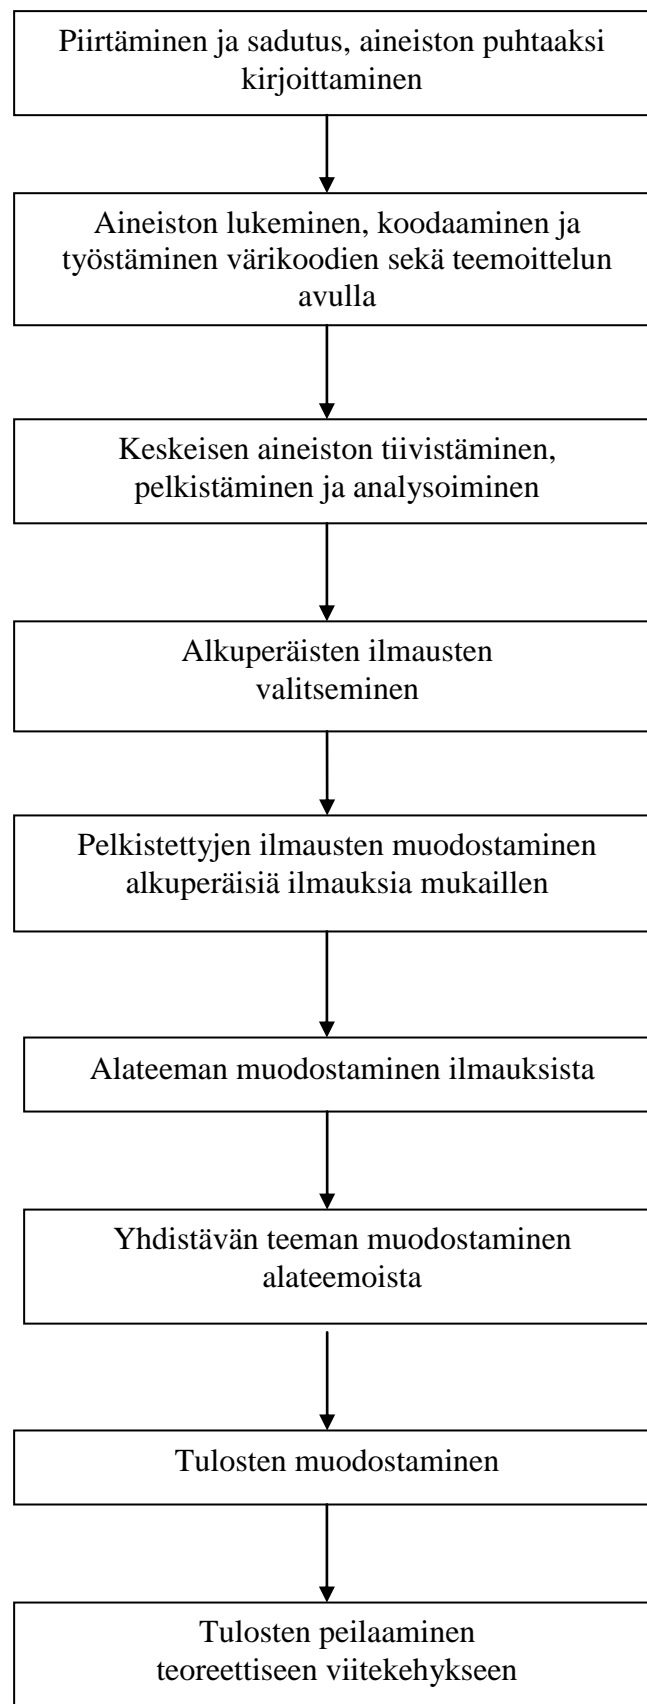 Piirtäminen ja sadutus, aineiston puhtaaksi
kirjoittaminen
Aineiston lukeminen, koodaaminen ja
työstäminen värikoodien sekä teemoittelun
avulla
Keskeisen aineiston tiivistäminen,
pelkistäminen ja analysoiminen
Alkuperäisten ilmausten
valitseminen
Pelkistettyjen ilmausten muodostaminen
alkuperäisiä ilmauksia mukaillen
Alateeman muodostaminen ilmauksista
Yhdistävän teeman muodostaminen
alateemoista
Tulosten muodostaminen
Tulosten peilaaminen
teoreettiseen viitekehykseen